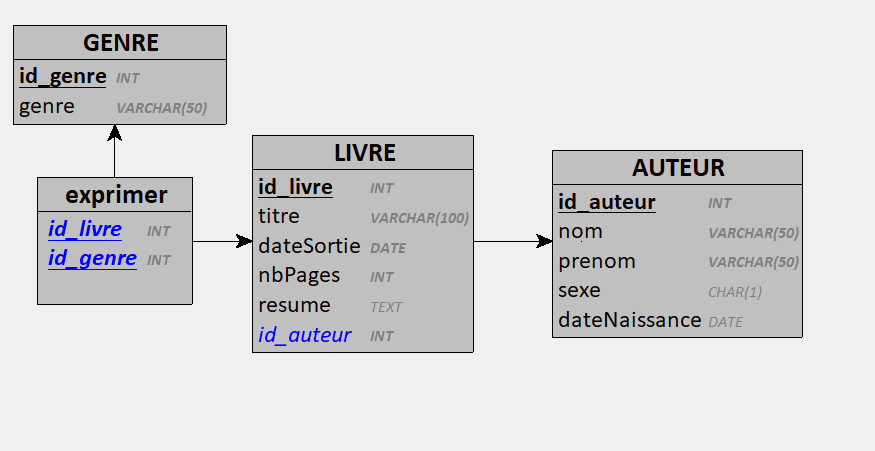 GENRE
id_genre INT
genre VARCHAR(50)
exprimer
id_livre INT
id_genre INT
LIVRE
id_livre INT
titre VARCHAR(100)
dateSortie DATE
nbPages INT
resume TEXT
id_auteur INT
AUTEUR
id_auteur INT
nom VARCHAR(50)
prenom VARCHAR(50)
sexe CHAR(1)
dateNaissance DATE